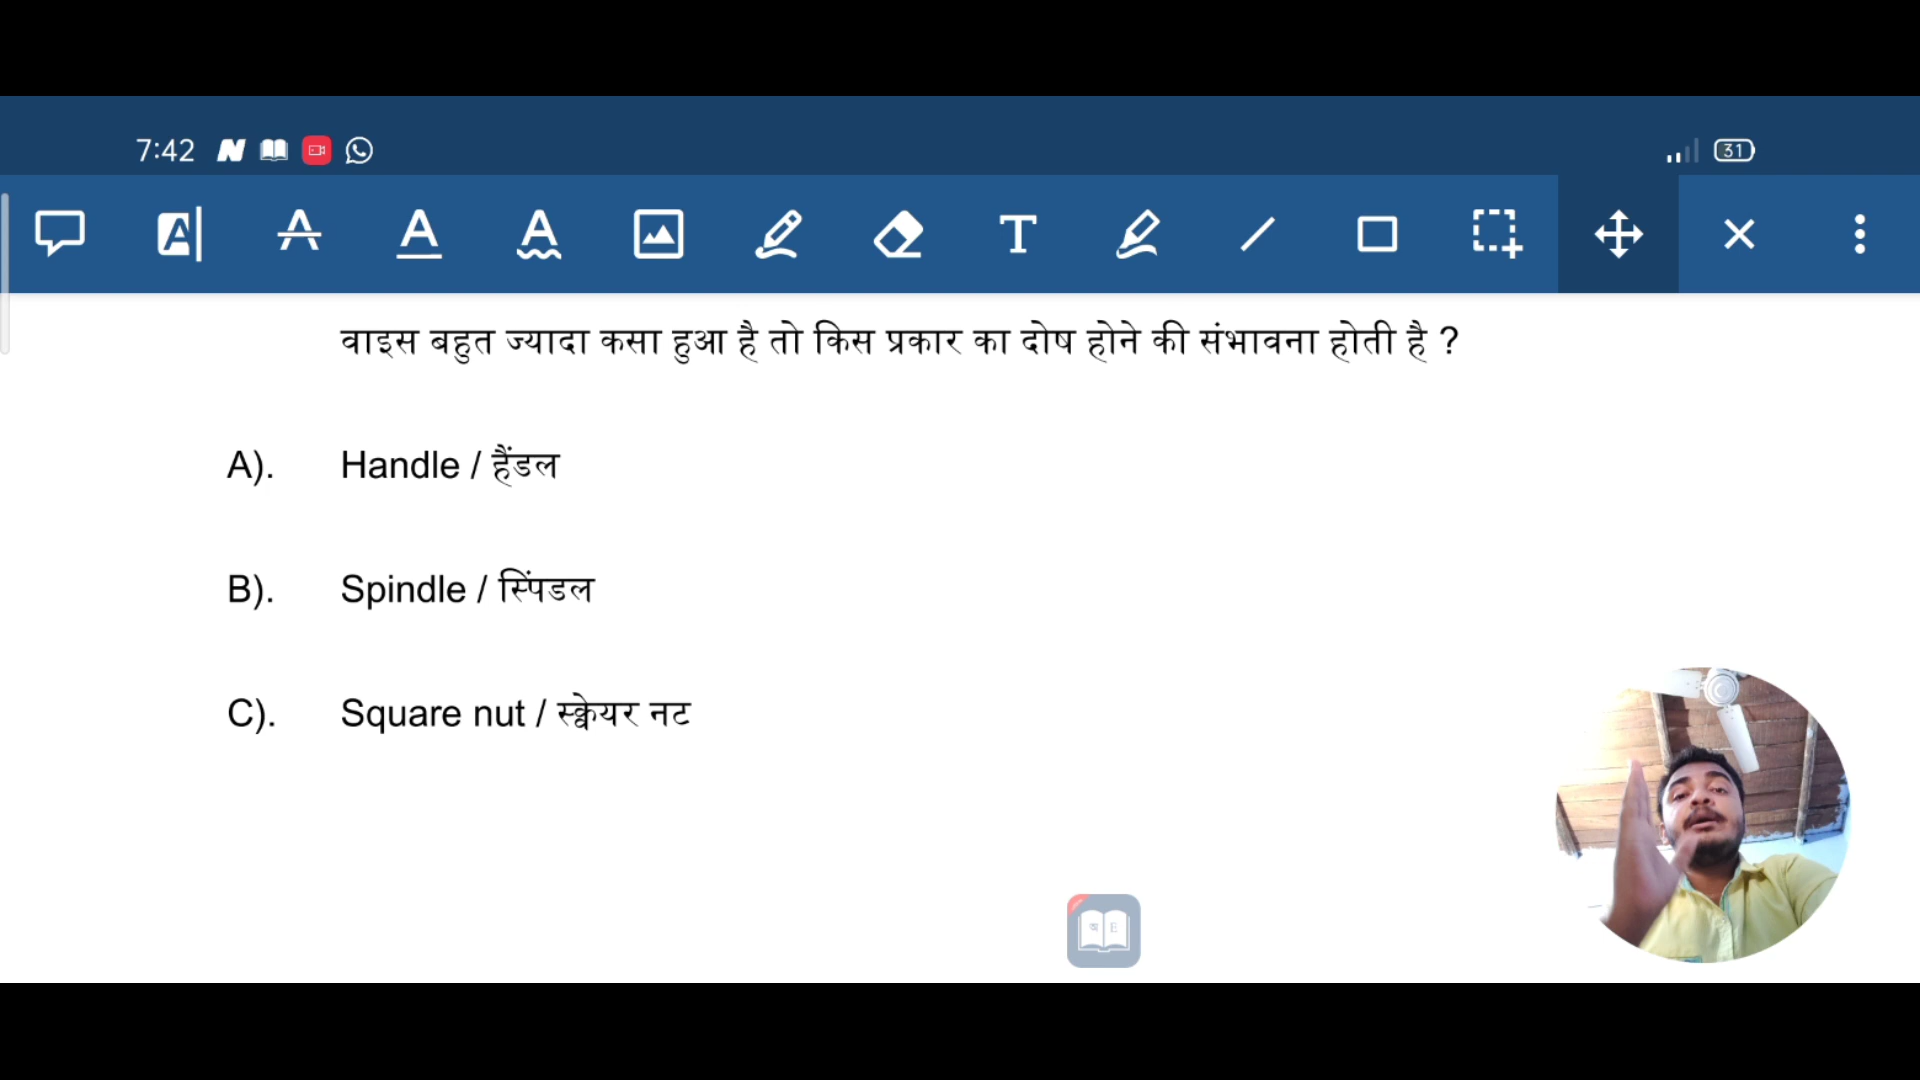 7:42
31
वाइस बहुत ज्यादा कसा हुआ है तो किस प्रकार का दोष होने की संभावना होती है ?
A). Handle / हैंडल
B). Spindle / स्पिंडल
C). Square nut / स्क्वेयर नट